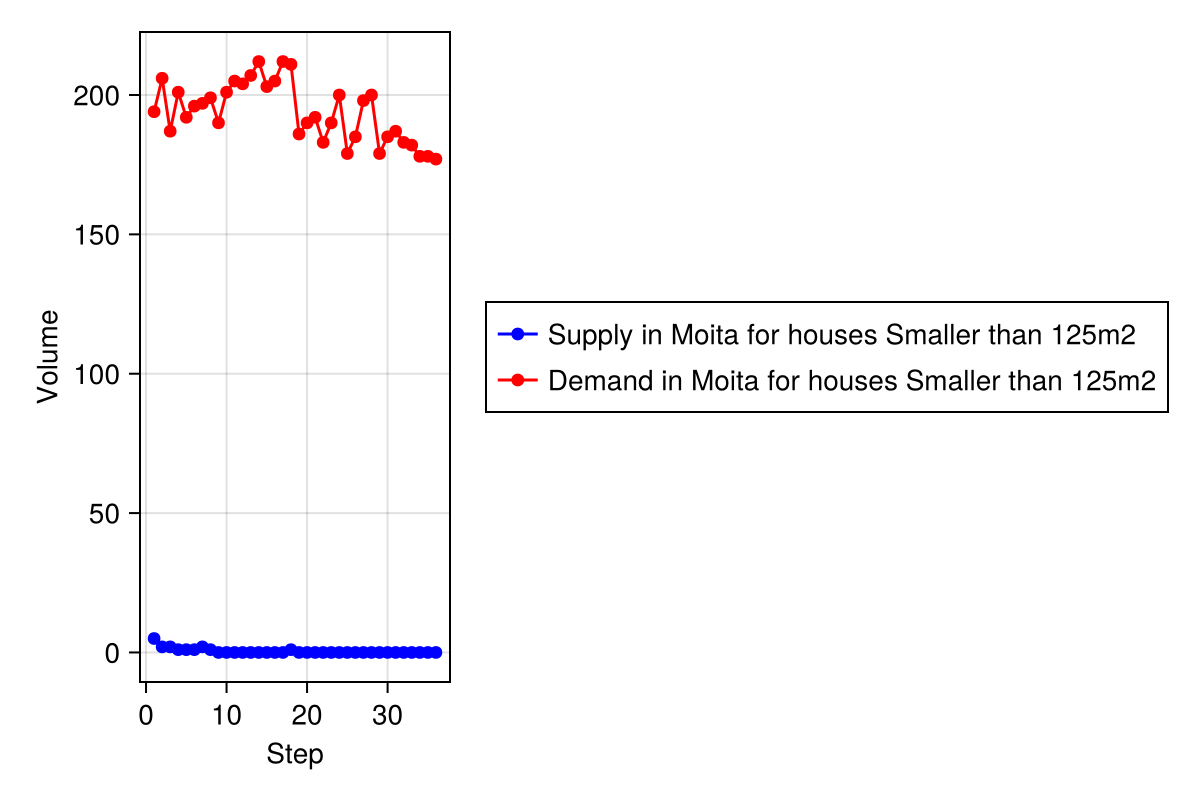 200
150
100
50
0
Volume
0 10 20 30
Step
Supply in Moita for houses Smaller than 125m2
Demand in Moita for houses Smaller than 125m2